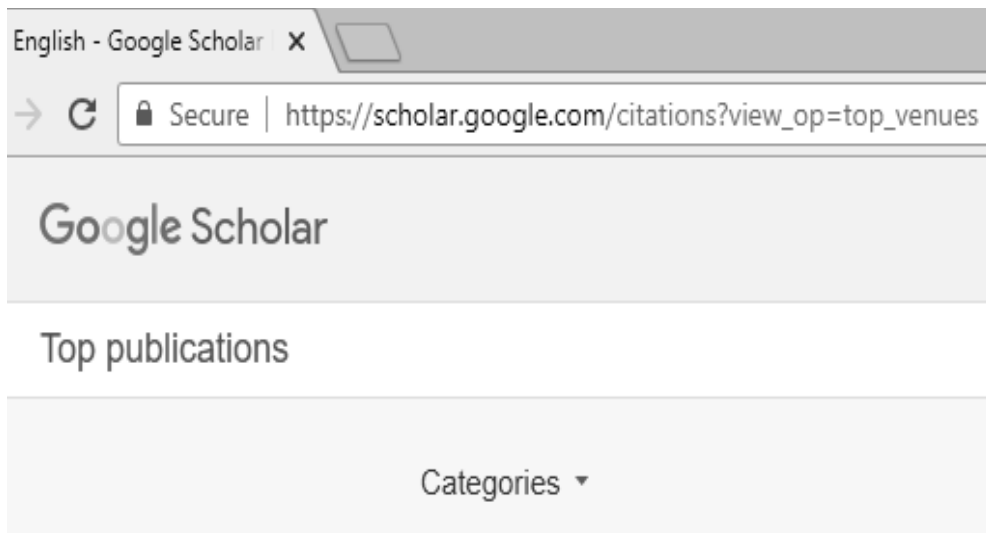 English - Google Scholar
Secure | https://scholar.google.com/citations?view_op=top_venues
Google Scholar
Top publications
Categories